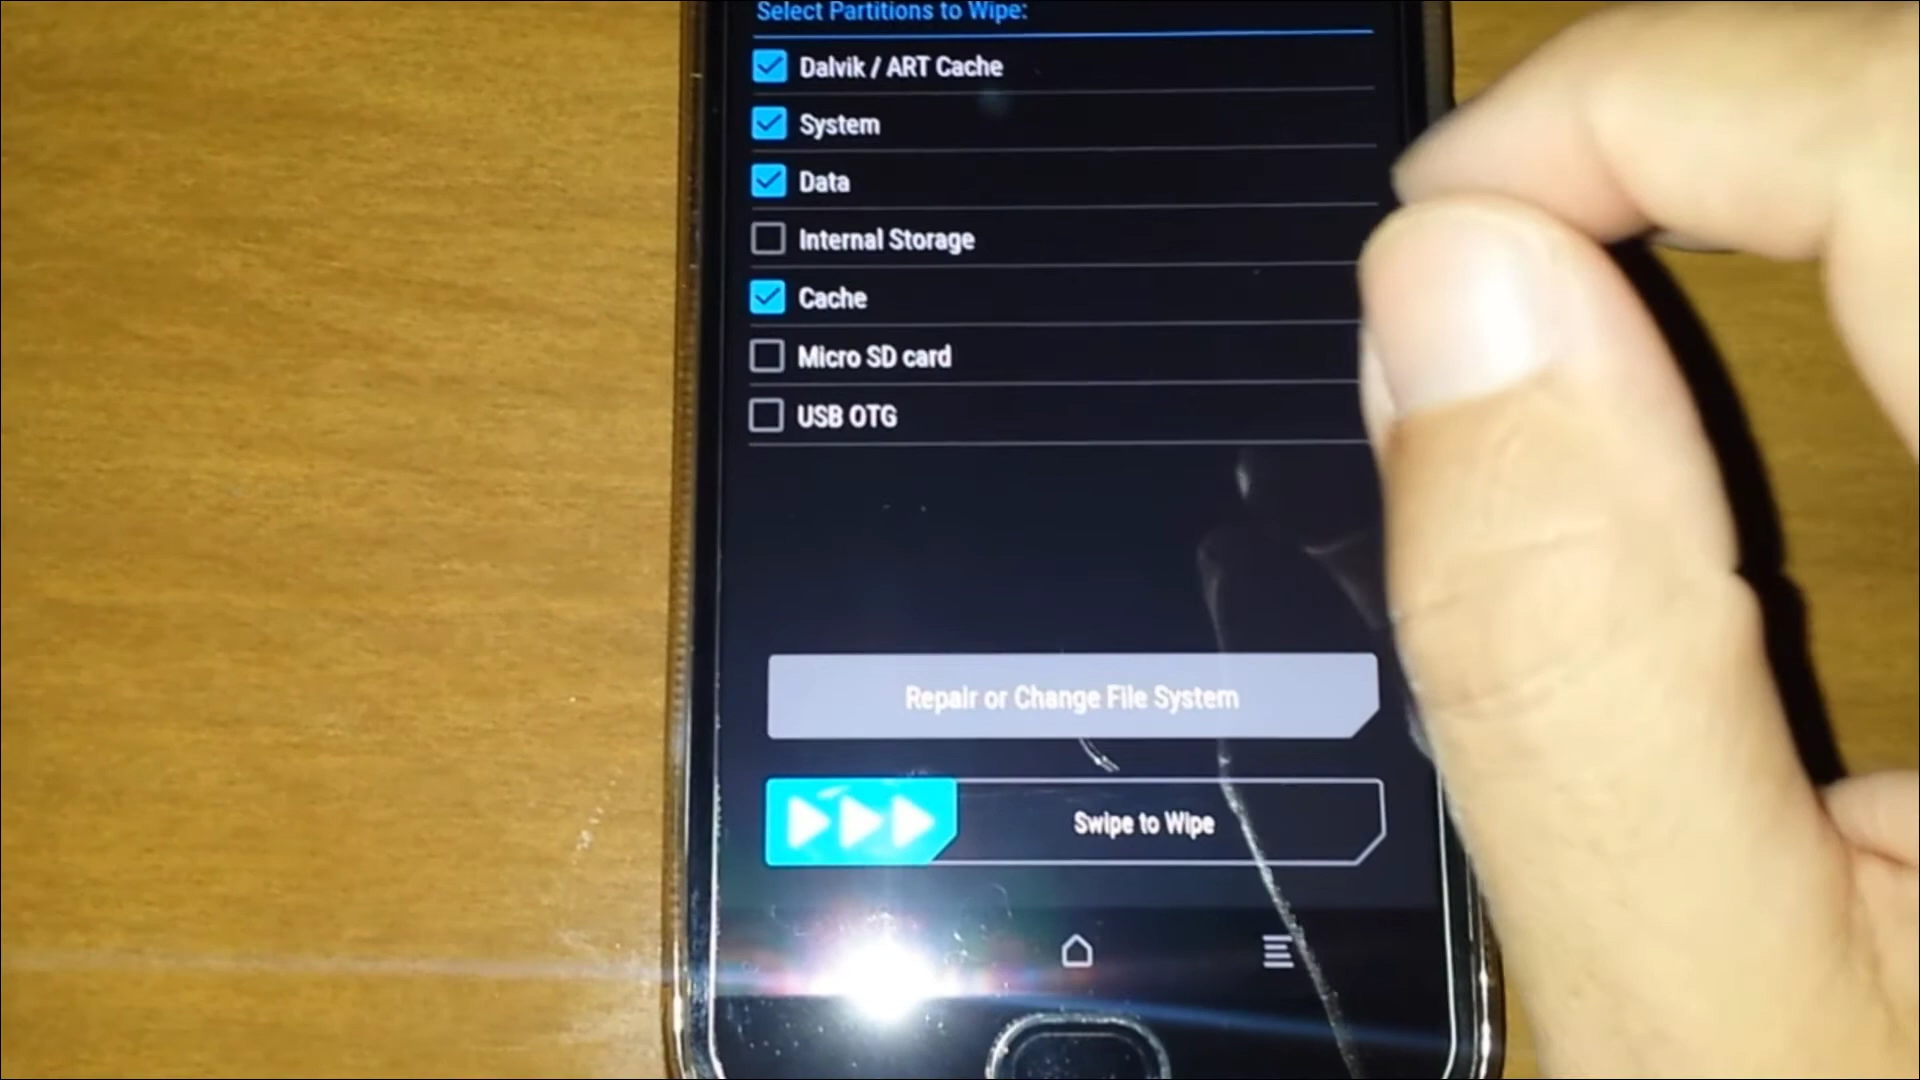 Select Partitions to Wipe:
Dalvik / ART Cache
System
Data
Internal Storage
Cache
Micro SD card
USB OTG
Repair or Change File System
Swipe to Wipe